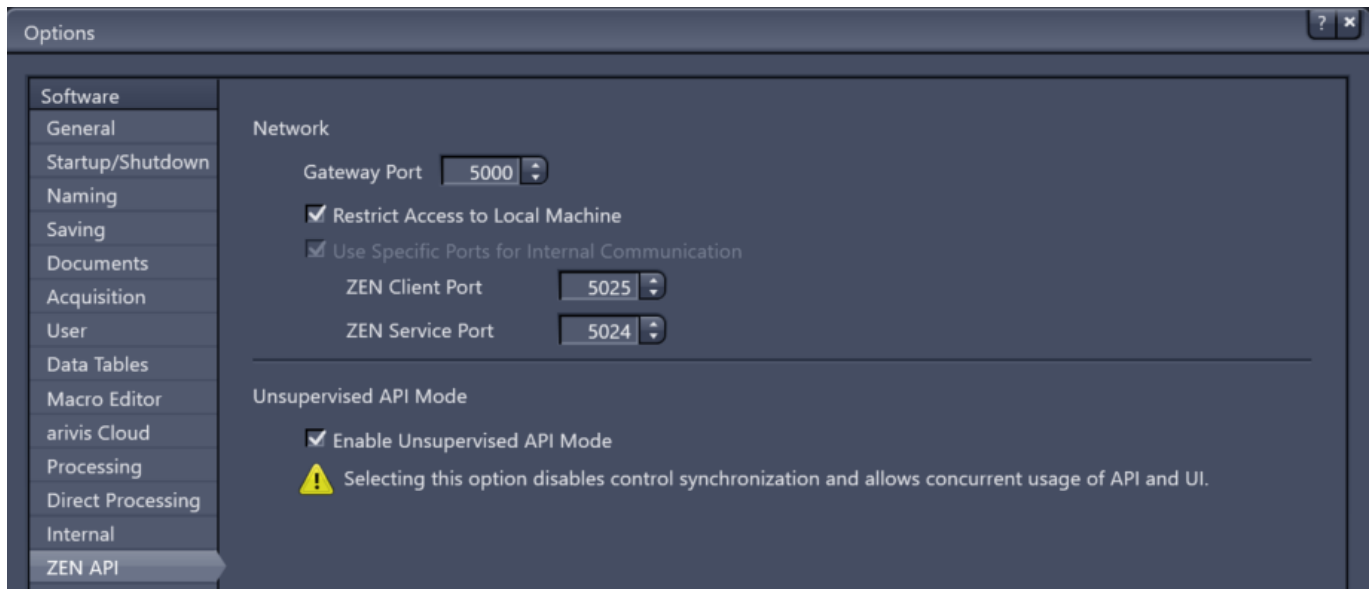 Options
? ×
Software
General
Startup/Shutdown
Naming
Saving
Documents
Acquisition
User
Data Tables
Macro Editor
arivis Cloud
Processing
Direct Processing
Internal
ZEN API
Network
Gateway Port 5000
Restrict Access to Local Machine
Use Specific Ports for Internal Communication
ZEN Client Port 5025
ZEN Service Port 5024
Unsupervised API Mode
Enable Unsupervised API Mode
Selecting this option disables control synchronization and allows concurrent usage of API and UI.